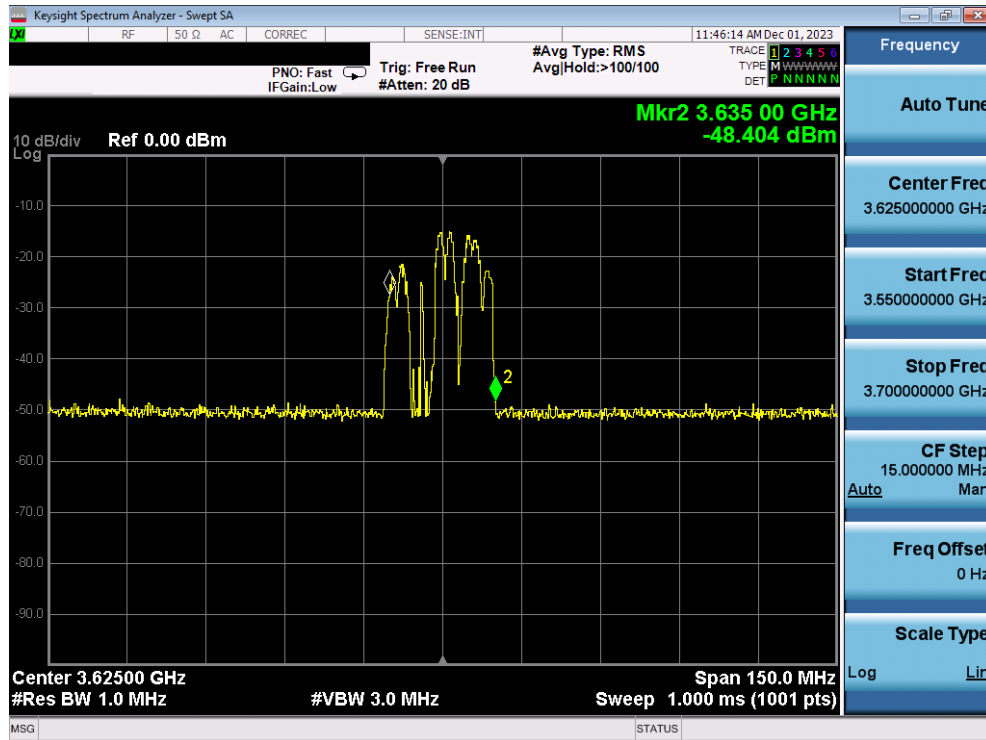 Keysight Spectrum Analyzer - Swept SA
LXI RF 50 Ω AC CORREC SENSE:INT 11:46:14 AM Dec 01, 2023
PNO: Fast
IFGain:Low
Trig: Free Run
#Atten: 20 dB
#Avg Type: RMS
Avg|Hold:>100/100
TRACE 1 2 3 4 5 6
TYPE M WWWWW
DET P N N N N N
Mkr2 3.635 00 GHz
-48.404 dBm
10 dB/div Ref 0.00 dBm
Log
-10.0
-20.0
-30.0
-40.0
-50.0
-60.0
-70.0
-80.0
-90.0
2
Center 3.62500 GHz Span 150.0 MHz
#Res BW 1.0 MHz #VBW 3.0 MHz Sweep 1.000 ms (1001 pts)
MSG STATUS
Frequency
Auto Tune
Center Freq
3.625000000 GHz
Start Freq
3.550000000 GHz
Stop Freq
3.700000000 GHz
CF Step
15.000000 MHz
Auto Man
Freq Offset
0 Hz
Scale Type
Log Lin